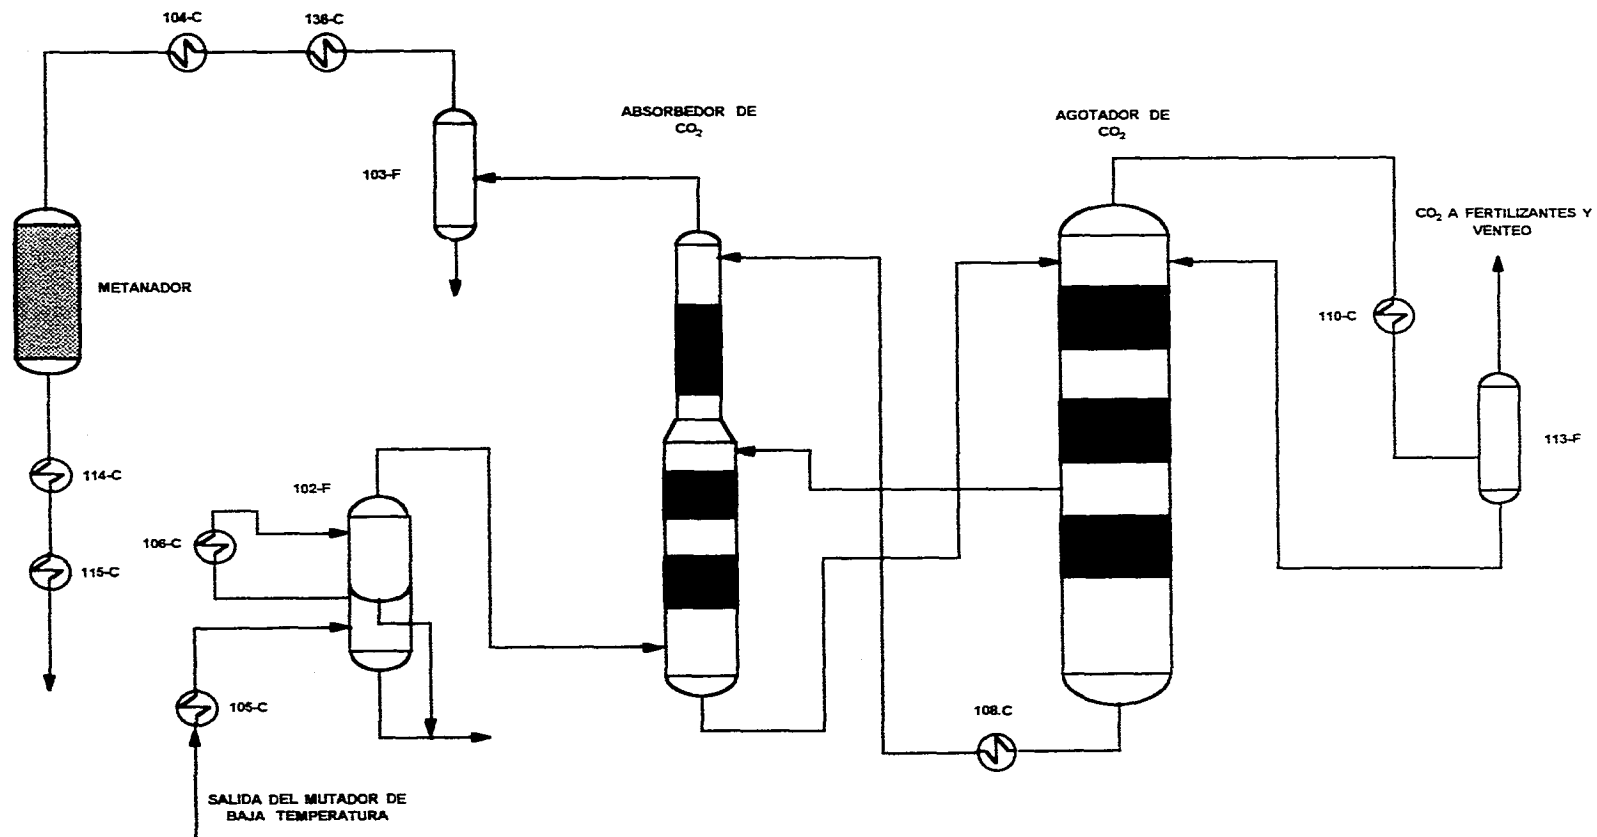 104-C
136-C
ABSORBEDOR DE
CO2
AGOTADOR DE
CO2
103-F
CO2 A FERTILIZANTES Y
VENTEO
METANADOR
110-C
113-F
114-C
102-F
106-C
115-C
105-C
108.C
SALIDA DEL MUTADOR DE
BAJA TEMPERATURA